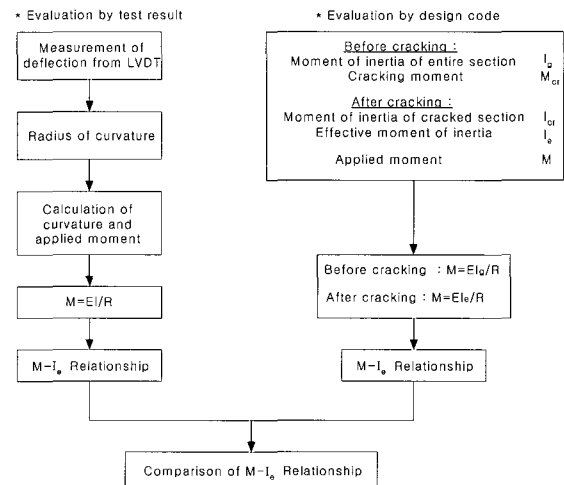 * Evaluation by test result
Measurement of
deflection from LVDT
Radius of curvature
Calculation of
curvature and
applied moment
M=EI/R
M-Ie Relationship
* Evaluation by design code
Before cracking :
Moment of inertia of entire section Ig
Cracking moment Mcr
After cracking :
Moment of inertia of cracked section Icr
Effective moment of inertia Ie
Applied moment M
Before cracking : M=EIg/R
After cracking : M=EIe/R
M-Ie Relationship
Comparison of M-Ie Relationship